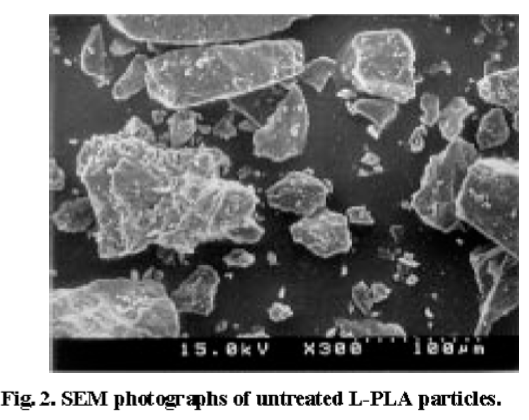 15.0kV X300 100µm
Fig. 2. SEM photographs of untreated L-PLA particles.